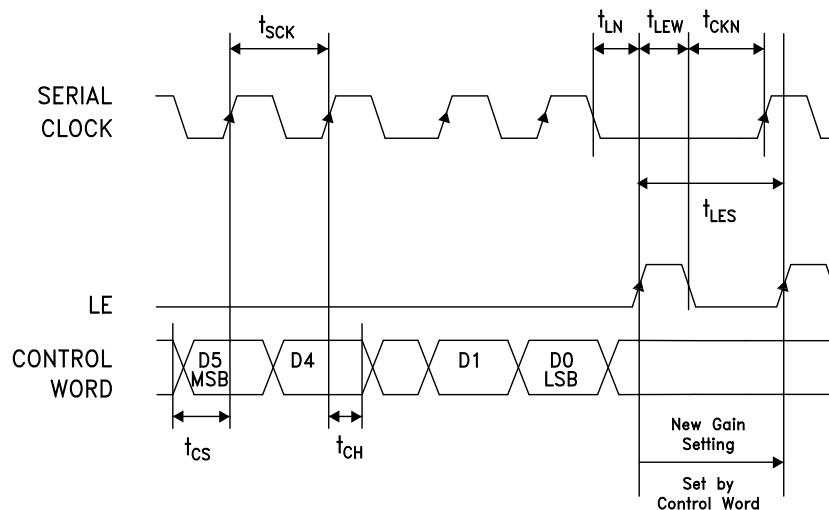 tSCK
tLN
tLEW
tCKN
SERIAL
CLOCK
tLES
LE
CONTROL
WORD
D5
MSB
D4
D1
D0
LSB
tCS
tCH
New Gain
Setting
Set by
Control Word